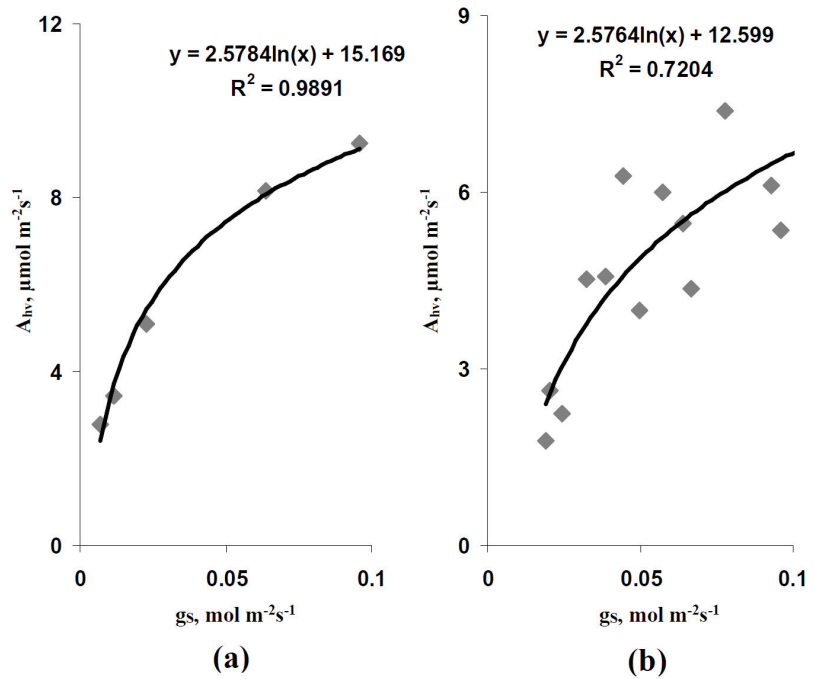 12
y = 2.5784ln(x) + 15.169
R² = 0.9891
8
4
0
A_hv, µmol m⁻²s⁻¹
0 0.05 0.1
gs, mol m⁻²s⁻¹
(a)
9
y = 2.5764ln(x) + 12.599
R² = 0.7204
6
3
0
A_hv, µmol m⁻²s⁻¹
0 0.05 0.1
gs, mol m⁻²s⁻¹
(b)